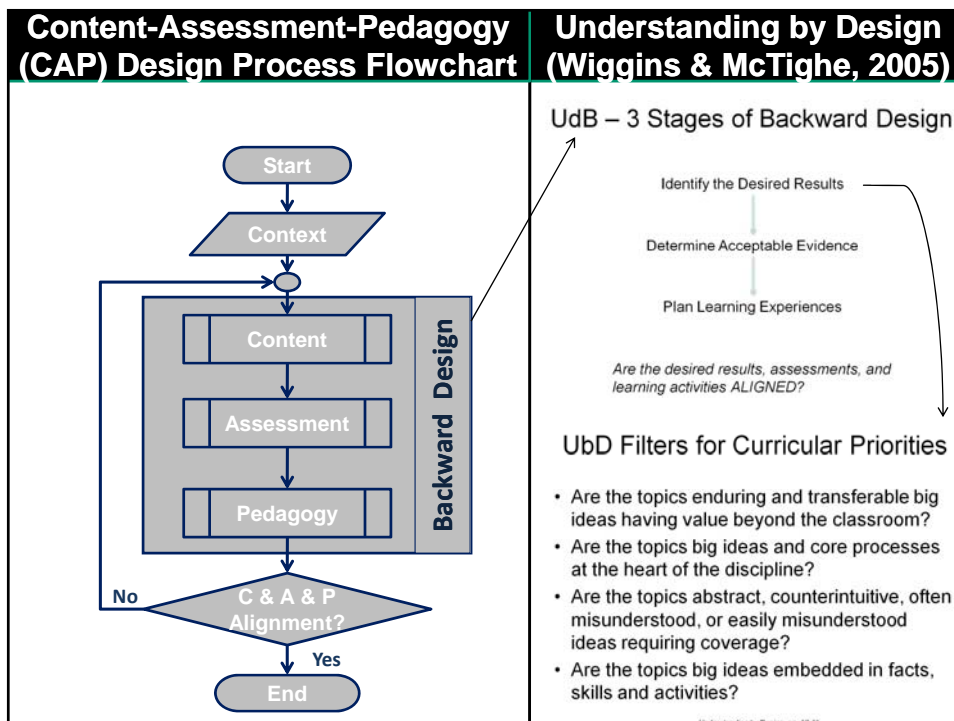 Content-Assessment-Pedagogy
(CAP) Design Process Flowchart
Start
Context
Content
Assessment
Pedagogy
Backward Design
C & A & P
Alignment?
No
Yes
End
Understanding by Design
(Wiggins & McTighe, 2005)
UdB – 3 Stages of Backward Design
Identify the Desired Results
Determine Acceptable Evidence
Plan Learning Experiences
Are the desired results, assessments, and
learning activities ALIGNED?
UbD Filters for Curricular Priorities
• Are the topics enduring and transferable big
ideas having value beyond the classroom?
• Are the topics big ideas and core processes
at the heart of the discipline?
• Are the topics abstract, counterintuitive, often
misunderstood, or easily misunderstood
ideas requiring coverage?
• Are the topics big ideas embedded in facts,
skills and activities?